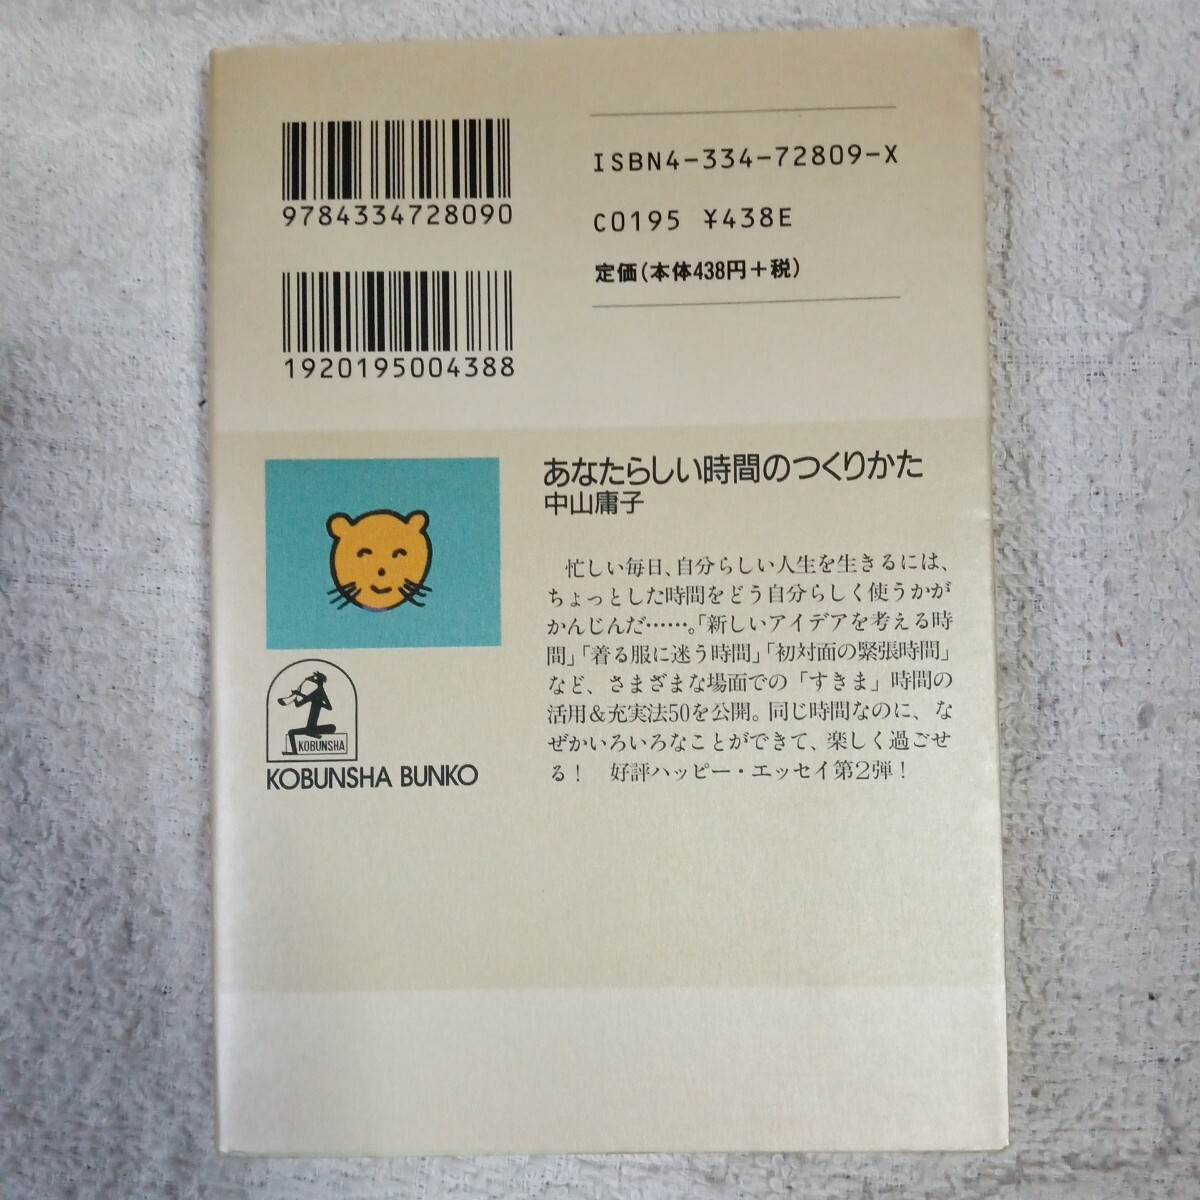 9784334728090
ISBN4-334-72809-X
C0195 ¥438E
定価(本体438円+税)
1920195004388
あなたらしい時間のつくりかた
中山庸子
忙しい毎日、自分らしい人生を生きるには、
ちょっとした時間をどう自分らしく使うかが
かんじんだ……。「新しいアイデアを考える時
間」「着る服に迷う時間」「初対面の緊張時間」
など、さまざまな場面での「すきま」時間の
活用&充実法50を公開。同じ時間なのに、な
ぜかいろいろなことができて、楽しく過ごせ
る! 好評ハッピー・エッセイ第2弾!
KOBUNSHA
KOBUNSHA BUNKO